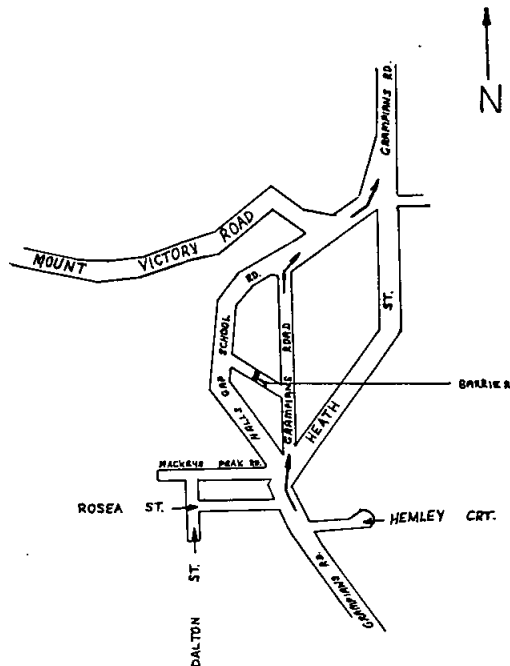 N
GRAMPIANS RD.
MOUNT VICTORY ROAD
HALLS GAP SCHOOL RD.
GRAMPIANS ROAD
HEATH ST.
BARRIER
MACKEYS PEAK RD.
ROSEA ST.
HEMLEY CRT.
DALTON ST.
GRAMPIANS RD.